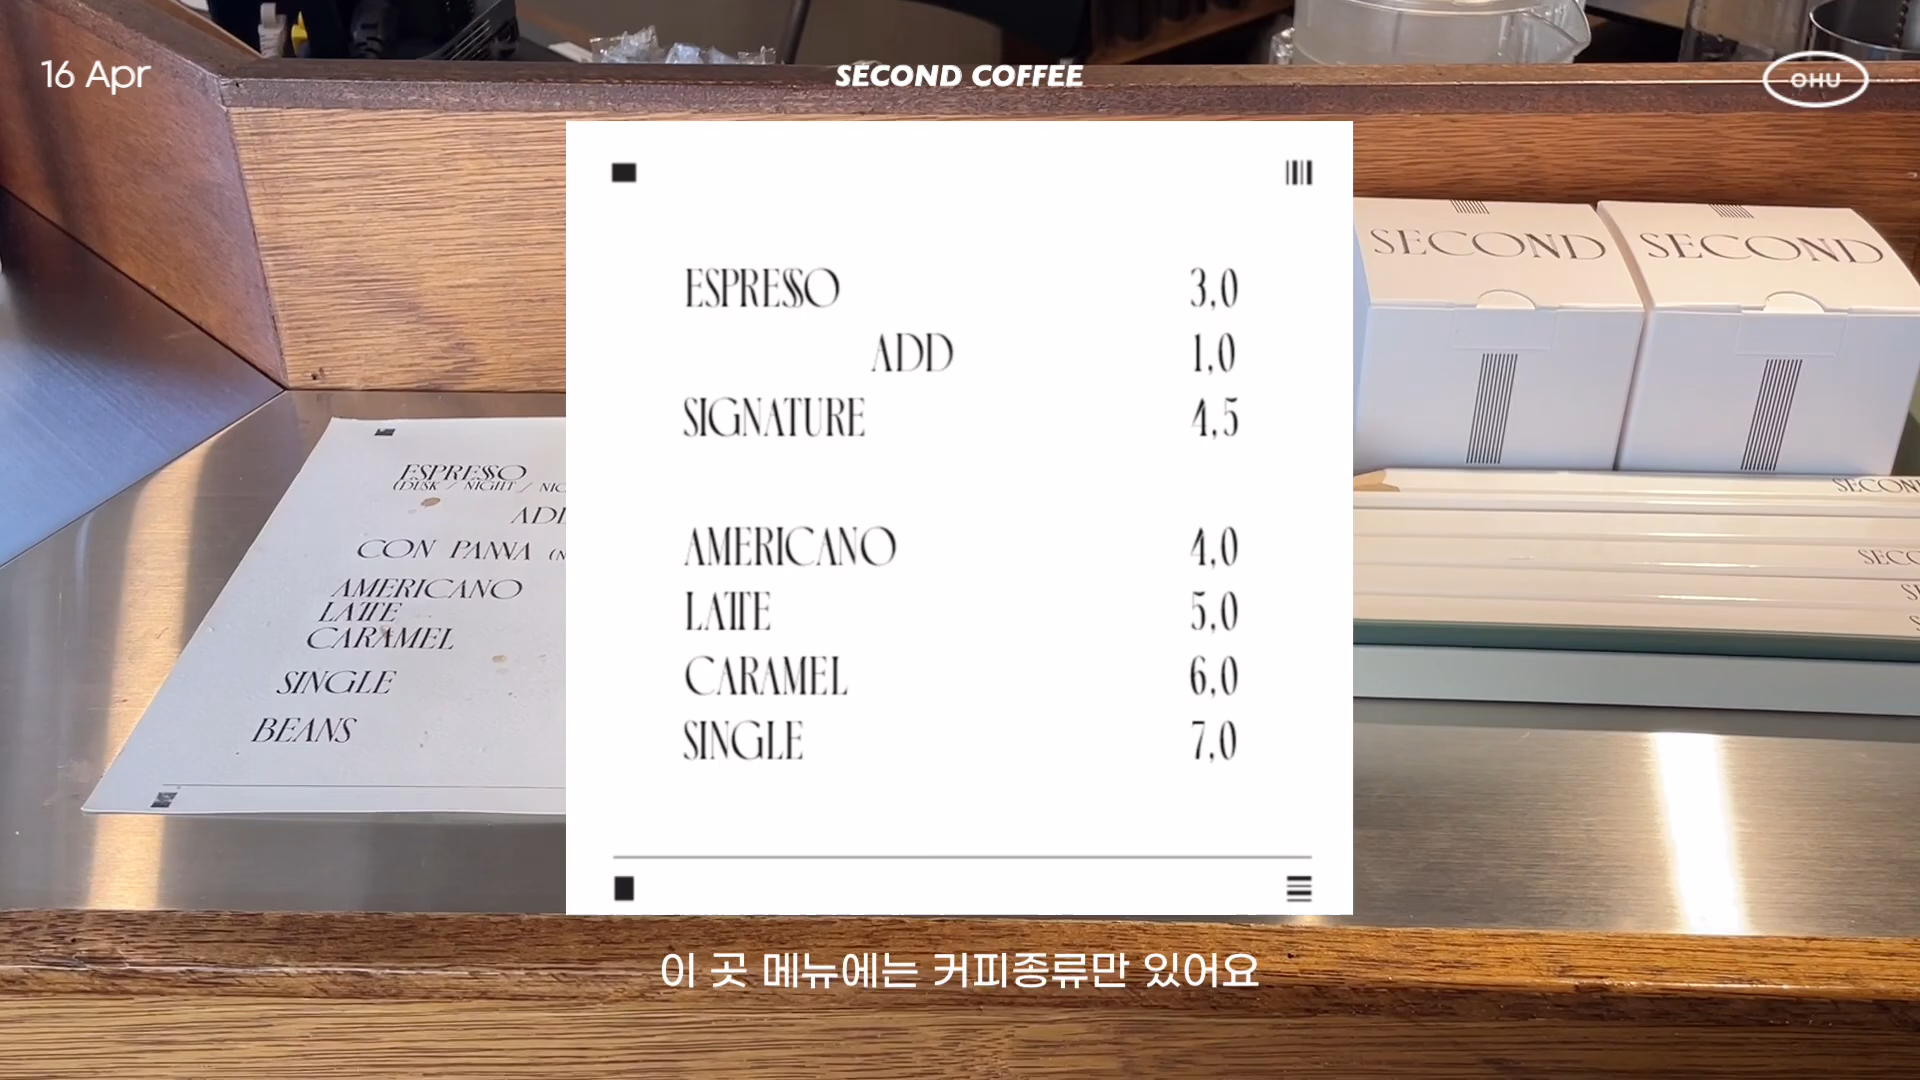 16 Apr
SECOND COFFEE
OHU
ESPRESSO 3,0
ADD 1,0
SIGNATURE 4,5
AMERICANO 4,0
LATTE 5,0
CARAMEL 6,0
SINGLE 7,0
ESPRESSO
(DUSK / NIGHT /
CON PANNA
AMERICANO
LATTE
CARAMEL
SINGLE
BEANS
SECOND
SECOND
이 곳 메뉴에는 커피종류만 있어요